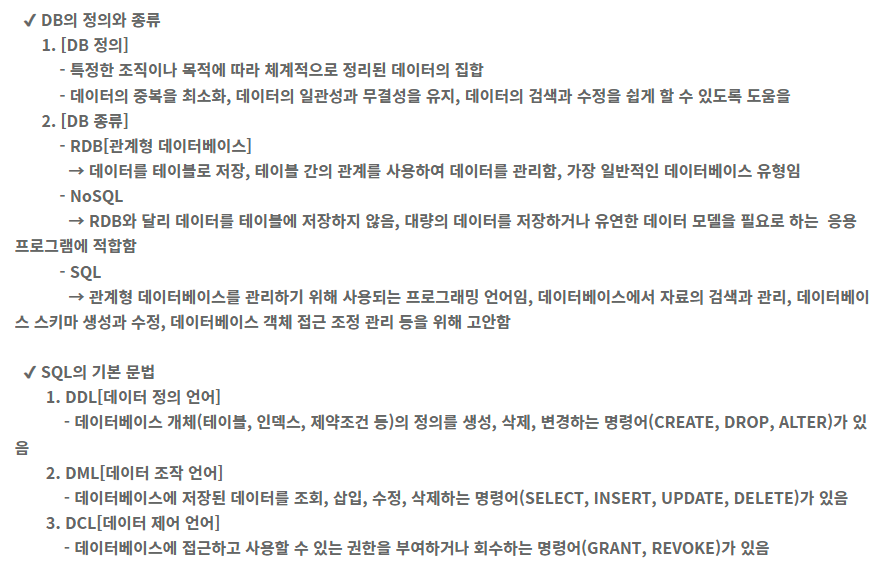 ✔ DB의 정의와 종류
1. [DB 정의]
- 특정한 조직이나 목적에 따라 체계적으로 정리된 데이터의 집합
- 데이터의 중복을 최소화, 데이터의 일관성과 무결성을 유지, 데이터의 검색과 수정을 쉽게 할 수 있도록 도움을
2. [DB 종류]
- RDB[관계형 데이터베이스]
→ 데이터를 테이블로 저장, 테이블 간의 관계를 사용하여 데이터를 관리함, 가장 일반적인 데이터베이스 유형임
- NoSQL
→ RDB와 달리 데이터를 테이블에 저장하지 않음, 대량의 데이터를 저장하거나 유연한 데이터 모델을 필요로 하는  응용
프로그램에 적합함
- SQL
→ 관계형 데이터베이스를 관리하기 위해 사용되는 프로그래밍 언어임, 데이터베이스에서 자료의 검색과 관리, 데이터베이
스 스키마 생성과 수정, 데이터베이스 객체 접근 조정 관리 등을 위해 고안함
✔ SQL의 기본 문법
1. DDL[데이터 정의 언어]
- 데이터베이스 개체(테이블, 인덱스, 제약조건 등)의 정의를 생성, 삭제, 변경하는 명령어(CREATE, DROP, ALTER)가 있
음
2. DML[데이터 조작 언어]
- 데이터베이스에 저장된 데이터를 조회, 삽입, 수정, 삭제하는 명령어(SELECT, INSERT, UPDATE, DELETE)가 있음
3. DCL[데이터 제어 언어]
- 데이터베이스에 접근하고 사용할 수 있는 권한을 부여하거나 회수하는 명령어(GRANT, REVOKE)가 있음